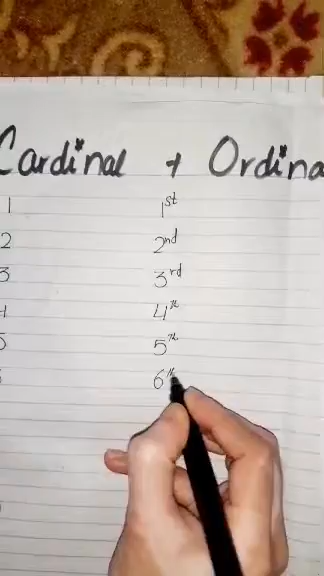 Cardinal + Ordina
1 1st
2 2nd
3 3rd
4 4th
5 5th
6th